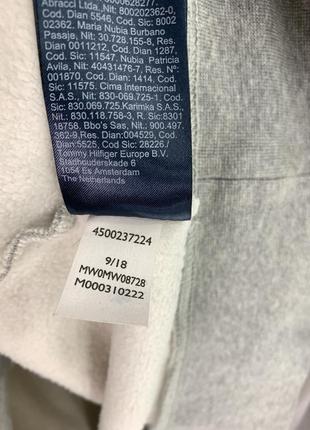 Abracci Ltda., Nit: 800202362-0,
Cod. Dian 5546, Cod. Sic: 8002
02362. Maria Nubia Burbano
Pasaje, Nit: 30.728.155-8, Res.
Dian 0011212, Cod. Dian 1287,
Cod. Sic: 11547. Nubia Patricia
Avila, Nit: 40431476-7, Res. Nº:
001870, Cod. Dian 1414, Cod.
Sic: 11575. Cima Internacional
S.A.S., Nit: 830-069-725-1, Cod.
Sic: 830.069.725.Karimka S.A.S.,
Nit.: 830.118.758-3, R. Sic:8301
18758. Bbo's Sas, Nit: 900.497.
362-9,Res. Dian:004529, Cod.
Dian:5525, Cod Sic: 28226/
Tommy Hilfiger Europe B.V.
Stadhouderskade 6
1054 Es Amsterdam
The Netherlands
4500237224
9/18
MW0MW08728
M000310222